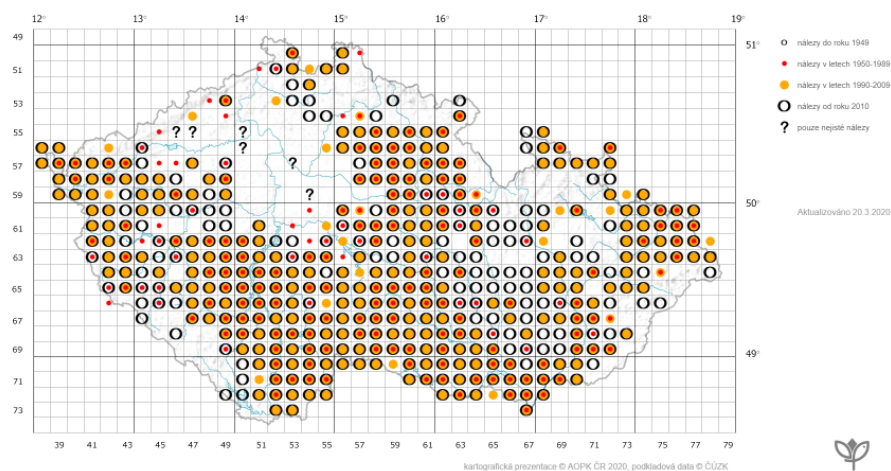 12° 13° 14° 15° 16° 17° 18° 19°
49 51°
51
53
55
57
59 50°
61
63
65
67
69 49°
71
73
39 41 43 45 47 49 51 53 55 57 59 61 63 65 67 69 71 73 75 77 79
nálezy do roku 1949
nálezy v letech 1950-1989
nálezy v letech 1990-2009
nálezy od roku 2010
? pouze nejisté nálezy
Aktualizováno 20.3.2020
? ? ?
?
?
?
kartografická prezentace © AOPK ČR 2020, podkladová data © ČÚZK